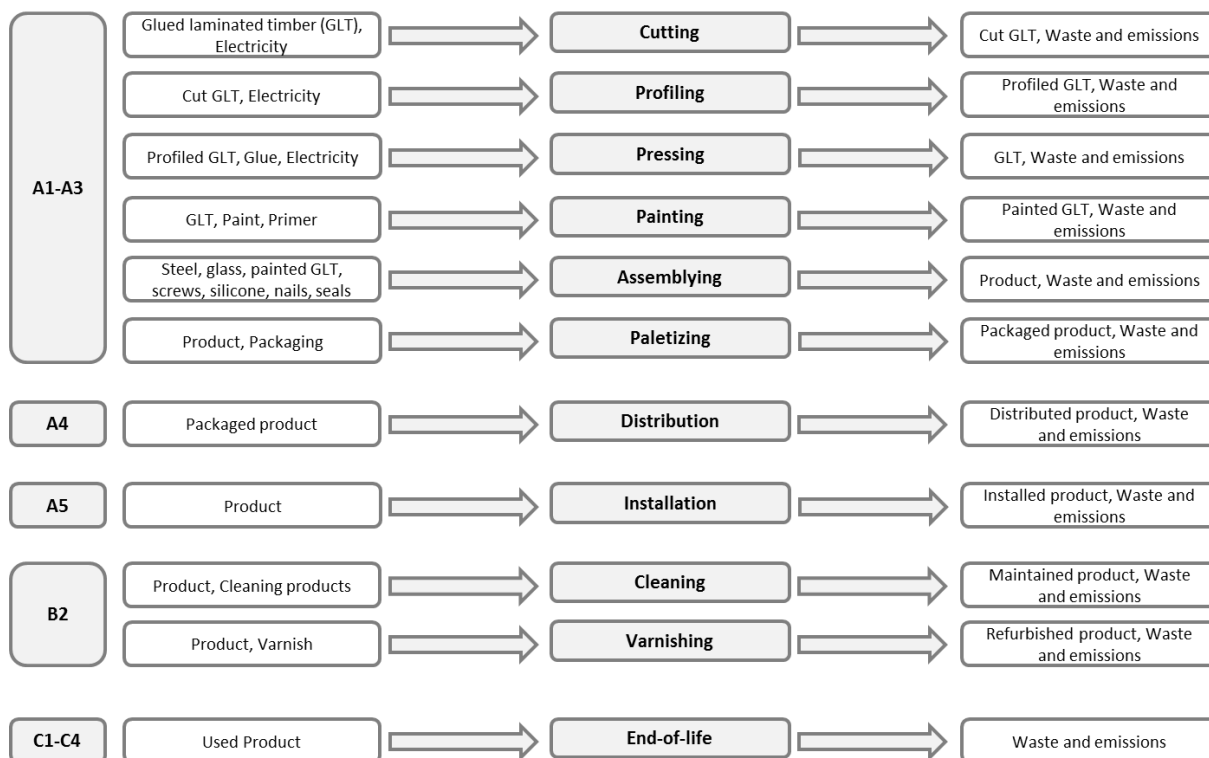 Glued laminated timber (GLT),
Electricity
Cutting
Cut GLT, Waste and emissions
Cut GLT, Electricity
Profiling
Profiled GLT, Waste and
emissions
A1-A3
Profiled GLT, Glue, Electricity
Pressing
GLT, Waste and emissions
GLT, Paint, Primer
Painting
Painted GLT, Waste and
emissions
Steel, glass, painted GLT,
screws, silicone, nails, seals
Assemblying
Product, Waste and emissions
Product, Packaging
Paletizing
Packaged product, Waste and
emissions
A4
Packaged product
Distribution
Distributed product, Waste
and emissions
A5
Product
Installation
Installed product, Waste and
emissions
B2
Product, Cleaning products
Cleaning
Maintained product, Waste
and emissions
Product, Varnish
Varnishing
Refurbished product, Waste
and emissions
C1-C4
Used Product
End-of-life
Waste and emissions